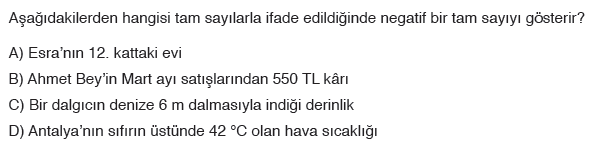 Aşağıdakilerden hangisi tam sayılarla ifade edildiğinde negatif bir tam sayıyı gösterir?
A) Esra’nın 12. kattaki evi
B) Ahmet Bey’in Mart ayı satışlarından 550 TL kârı
C) Bir dalgıcın denize 6 m dalmasıyla indiği derinlik
D) Antalya’nın sıfırın üstünde 42 °C olan hava sıcaklığı